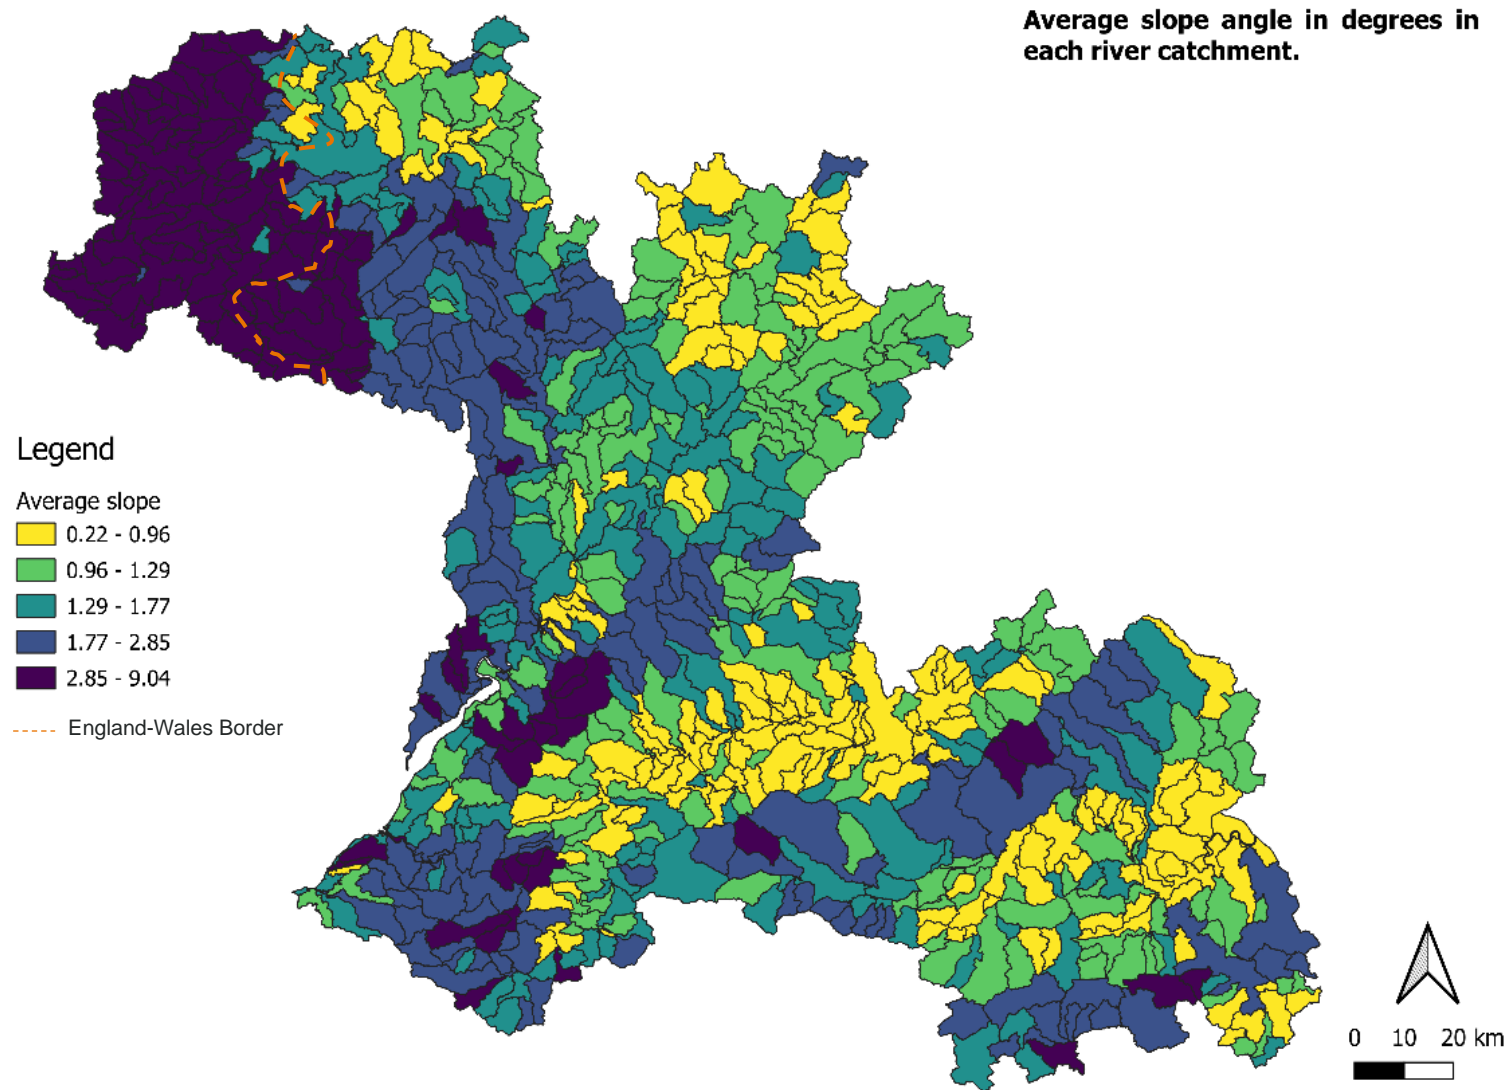 Average slope angle in degrees in
each river catchment.
Legend
Average slope
0.22 - 0.96
0.96 - 1.29
1.29 - 1.77
1.77 - 2.85
2.85 - 9.04
England-Wales Border
0 10 20 km